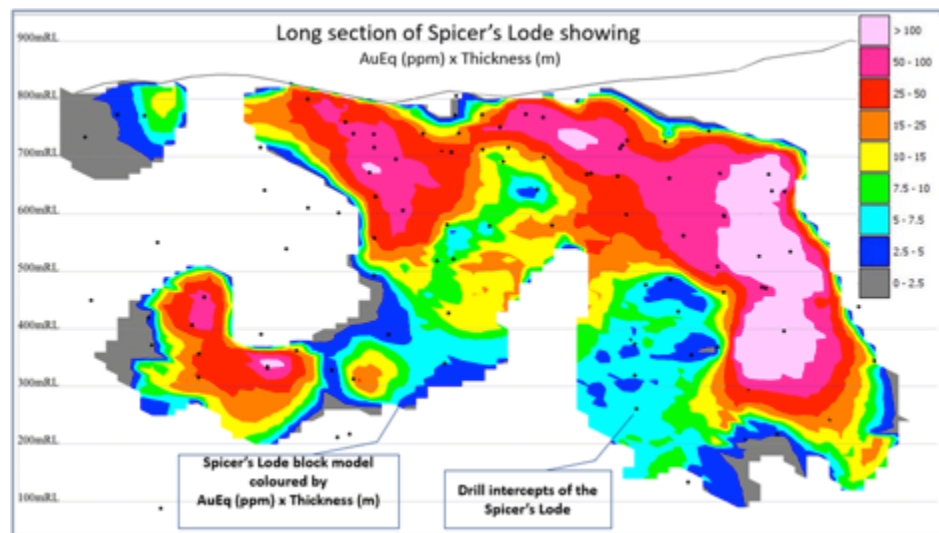 Long section of Spicer's Lode showing
AuEq (ppm) x Thickness (m)
900mRL
800mRL
700mRL
600mRL
500mRL
400mRL
300mRL
200mRL
100mRL
> 100
50 - 100
25 - 50
15 - 25
10 - 15
7.5 - 10
5 - 7.5
2.5 - 5
0 - 2.5
Spicer's Lode block model
coloured by
AuEq (ppm) x Thickness (m)
Drill intercepts of the
Spicer's Lode